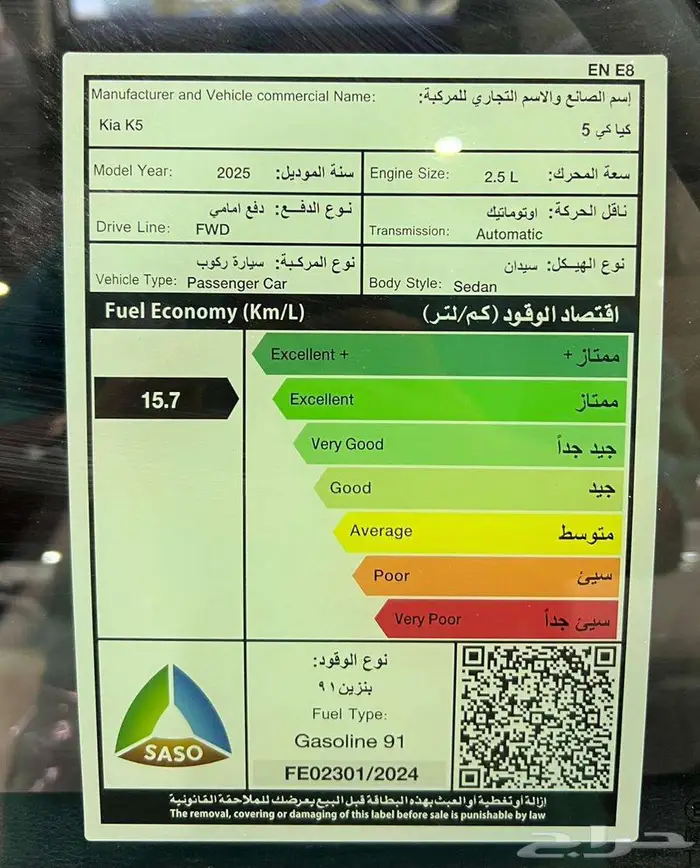 EN E8
Manufacturer and Vehicle commercial Name: إسم الصانع والاسم التجاري للمركبة:
Kia K5 كيا كي 5
Model Year: 2025 سنة الموديل:
Engine Size: 2.5 L سعة المحرك:
نوع الدفع: دفع امامي
Drive Line: FWD
ناقل الحركة: اوتوماتيك
Transmission: Automatic
نوع المركبة: سيارة ركوب
Vehicle Type: Passenger Car
نوع الهيكل: سيدان
Body Style: Sedan
Fuel Economy (Km/L) اقتصاد الوقود (كم/لتر)
Excellent + ممتاز +
15.7
Excellent ممتاز
Very Good جيد جداً
Good جيد
Average متوسط
Poor سيئ
Very Poor سيئ جداً
SASO
نوع الوقود:
بنزين ٩١
Fuel Type:
Gasoline 91
FE02301/2024
إزالة أو تغطية أو العبث بهذه البطاقة قبل البيع يعرضك للملاحقة القانونية
The removal, covering or damaging of this label before sale is punishable by law
حراج